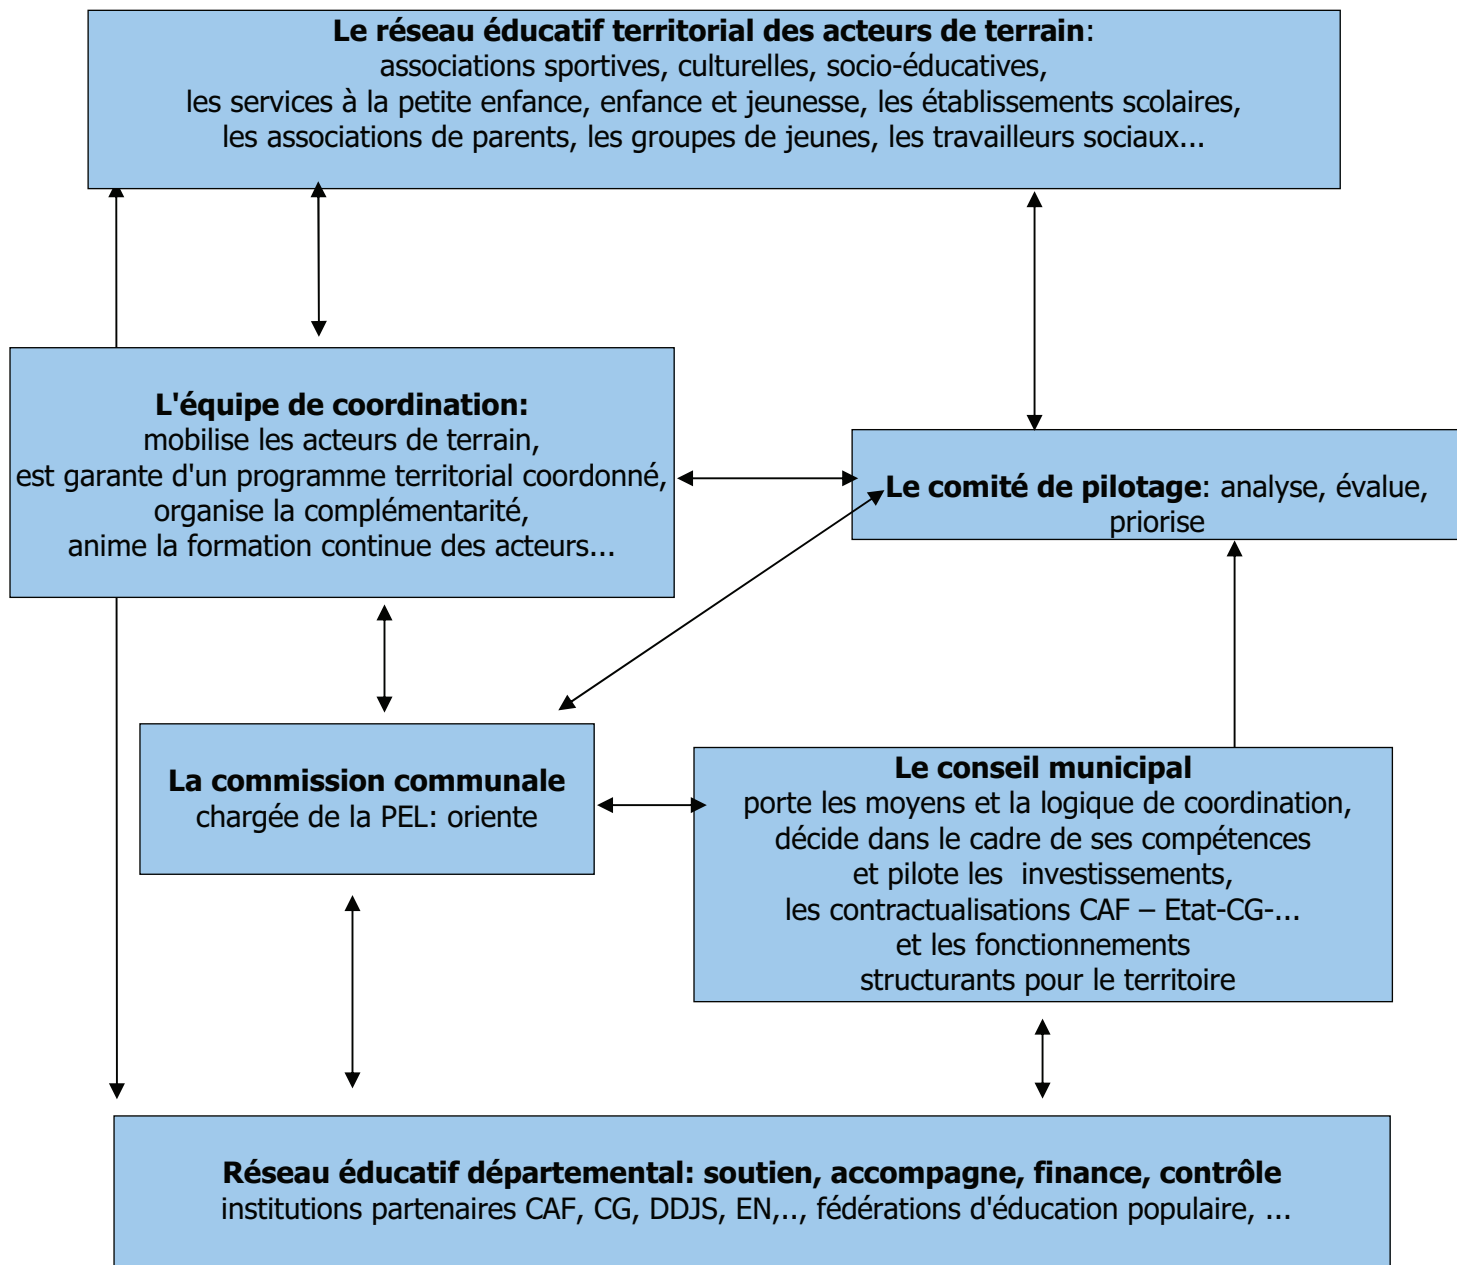 Le réseau éducatif territorial des acteurs de terrain:
associations sportives, culturelles, socio-éducatives,
les services à la petite enfance, enfance et jeunesse, les établissements scolaires,
les associations de parents, les groupes de jeunes, les travailleurs sociaux...
L'équipe de coordination:
mobilise les acteurs de terrain,
est garante d'un programme territorial coordonné,
organise la complémentarité,
anime la formation continue des acteurs...
Le comité de pilotage: analyse, évalue,
priorise
La commission communale
chargée de la PEL: oriente
Le conseil municipal
porte les moyens et la logique de coordination,
décide dans le cadre de ses compétences
et pilote les  investissements,
les contractualisations CAF – Etat-CG-...
et les fonctionnements
structurants pour le territoire
Réseau éducatif départemental: soutien, accompagne, finance, contrôle
institutions partenaires CAF, CG, DDJS, EN,.., fédérations d'éducation populaire, ...